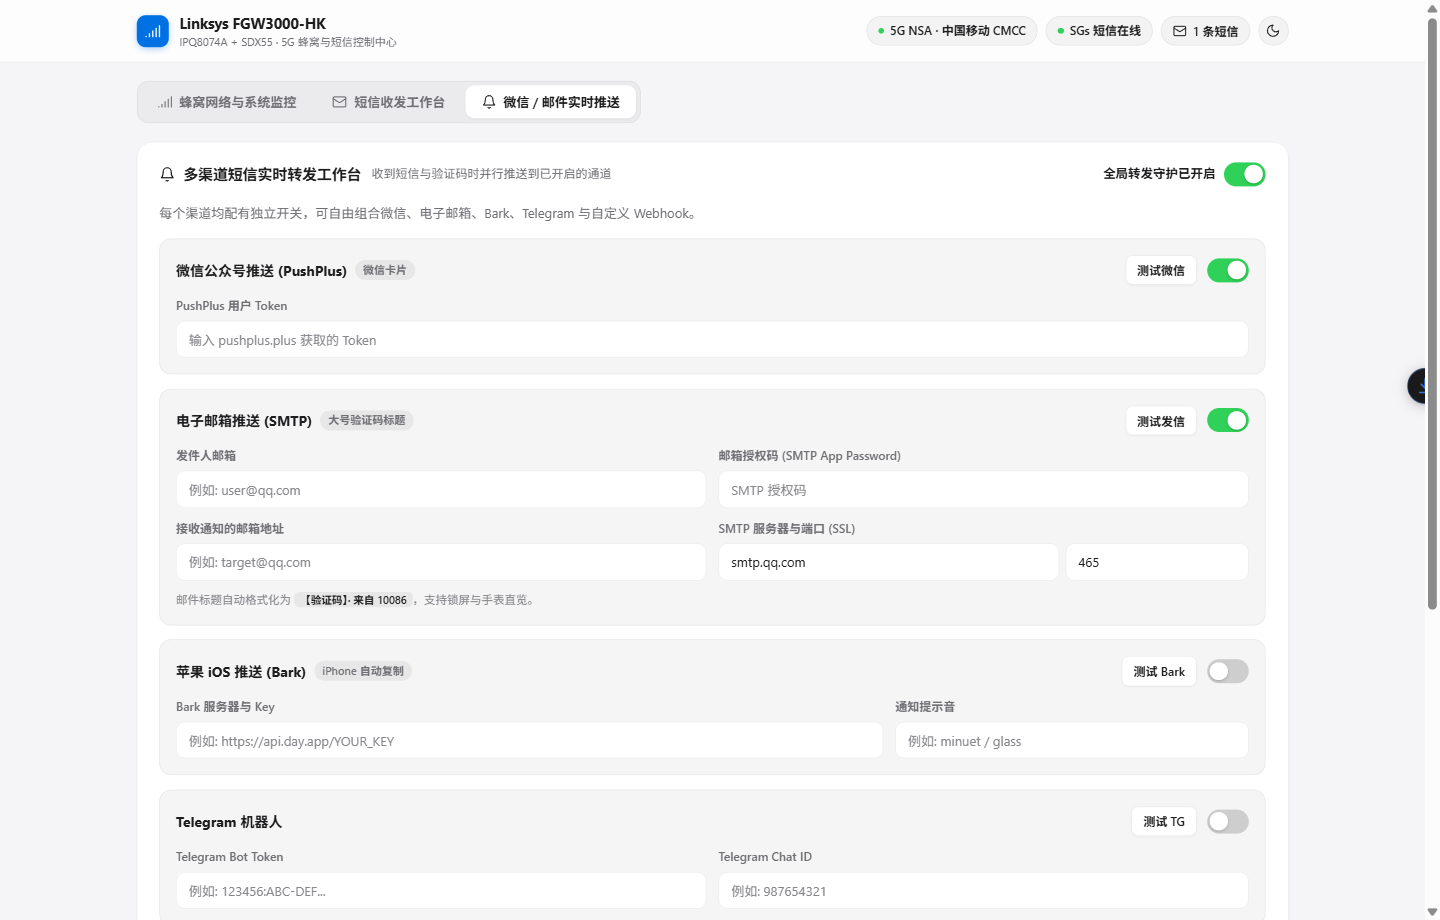 Linksys FGW3000-HK
IPQ8074A + SDX55 · 5G 蜂窝与短信控制中心
5G NSA · 中国移动 CMCC
SGs 短信在线
1 条短信
蜂窝网络与系统监控
短信收发工作台
微信 / 邮件实时推送
多渠道短信实时转发工作台 收到短信与验证码时并行推送到已开启的通道
全局转发守护已开启
每个渠道均配有独立开关，可自由组合微信、电子邮箱、Bark、Telegram 与自定义 Webhook。
微信公众号推送 (PushPlus) 微信卡片
测试微信
PushPlus 用户 Token
输入 pushplus.plus 获取的 Token
电子邮箱推送 (SMTP) 大号验证码标题
测试发信
发件人邮箱
邮箱授权码 (SMTP App Password)
例如: user@qq.com
SMTP 授权码
接收通知的邮箱地址
SMTP 服务器与端口 (SSL)
例如: target@qq.com
smtp.qq.com
465
邮件标题自动格式化为 【验证码】· 来自 10086 ，支持锁屏与手表直览。
苹果 iOS 推送 (Bark) iPhone 自动复制
测试 Bark
Bark 服务器与 Key
通知提示音
例如: https://api.day.app/YOUR_KEY
例如: minuet / glass
Telegram 机器人
测试 TG
Telegram Bot Token
Telegram Chat ID
例如: 123456:ABC-DEF...
例如: 987654321